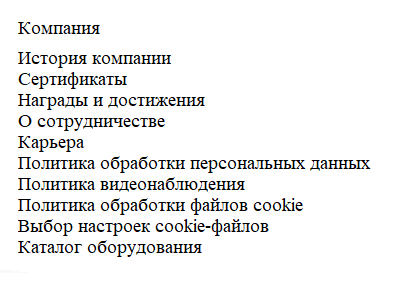 Компания
История компании
Сертификаты
Награды и достижения
О сотрудничестве
Карьера
Политика обработки персональных данных
Политика видеонаблюдения
Политика обработки файлов cookie
Выбор настроек cookie-файлов
Каталог оборудования